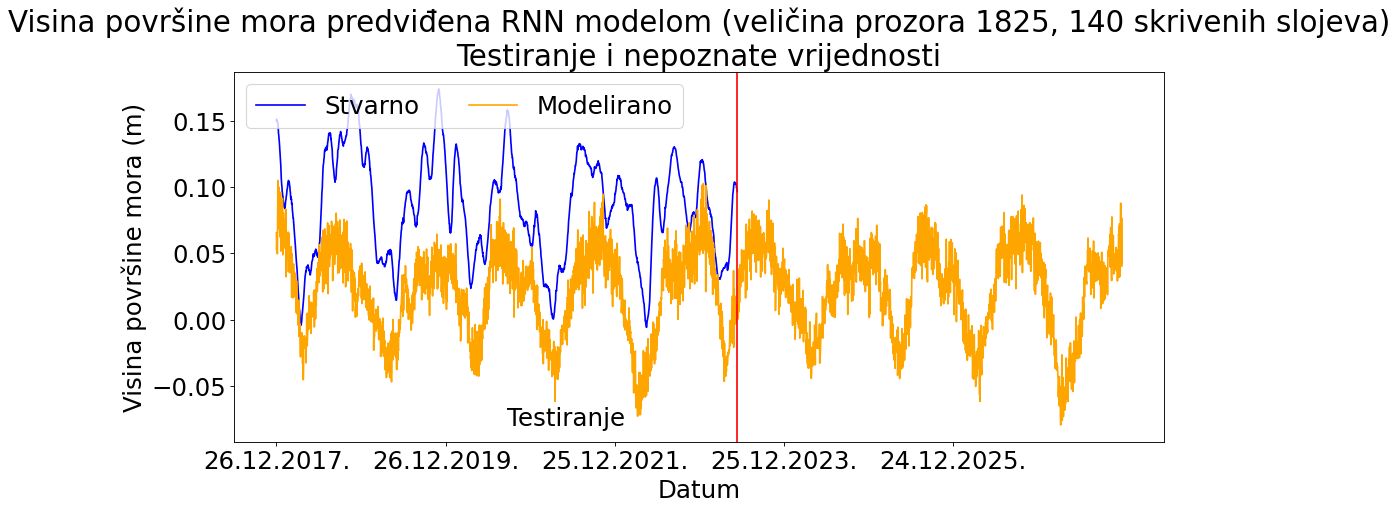 Visina površine mora predviđena RNN modelom (veličina prozora 1825, 140 skrivenih slojeva)
Testiranje i nepoznate vrijednosti
Stvarno
Modelirano
Visina površine mora (m)
0.15
0.10
0.05
0.00
−0.05
Testiranje
26.12.2017.
26.12.2019.
25.12.2021.
25.12.2023.
24.12.2025.
Datum